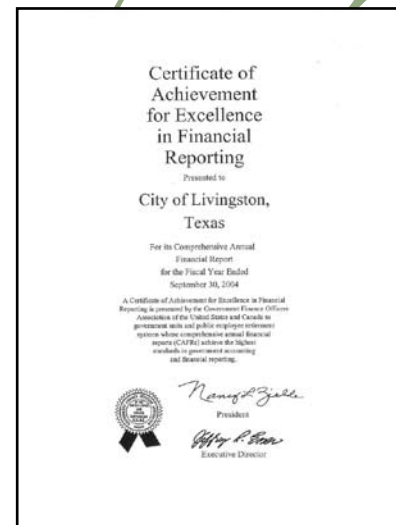 Certificate of
Achievement
for Excellence
in Financial
Reporting
Presented to
City of Livingston,
Texas
For its Comprehensive Annual
Financial Report
for the Fiscal Year Ended
September 30, 2004
A Certificate of Achievement for Excellence in Financial
Reporting is presented by the Government Finance Officers
Association of the United States and Canada to
government units and public employee retirement
systems whose comprehensive annual financial
reports (CAFRs) achieve the highest
standards in government accounting
and financial reporting.
President
Executive Director